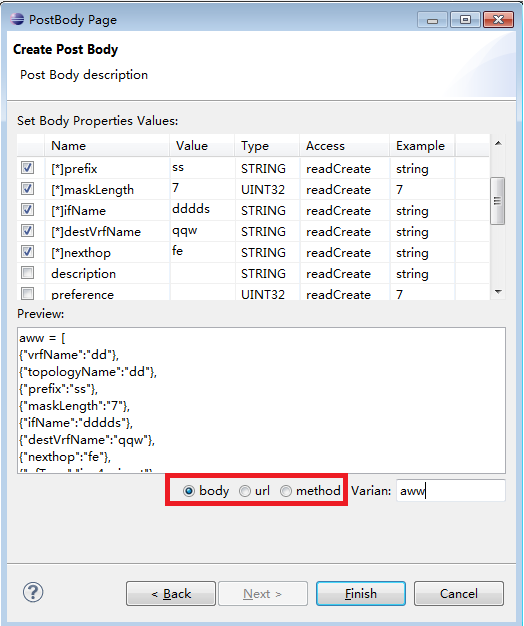 PostBody Page
Create Post Body
Post Body description
Set Body Properties Values:
Name Value Type Access Example
[*]prefix ss STRING readCreate string
[*]maskLength 7 UINT32 readCreate 7
[*]ifName dddds STRING readCreate string
[*]destVrfName qqw STRING readCreate string
[*]nexthop fe STRING readCreate string
description STRING readCreate string
preference UINT32 readCreate 7
Preview:
aww = [
{"vrfName":"dd"},
{"topologyName":"dd"},
{"prefix":"ss"},
{"maskLength":"7"},
{"ifName":"dddds"},
{"destVrfName":"qqw"},
{"nexthop":"fe"},
body url method Varian: aww
? < Back Next > Finish Cancel